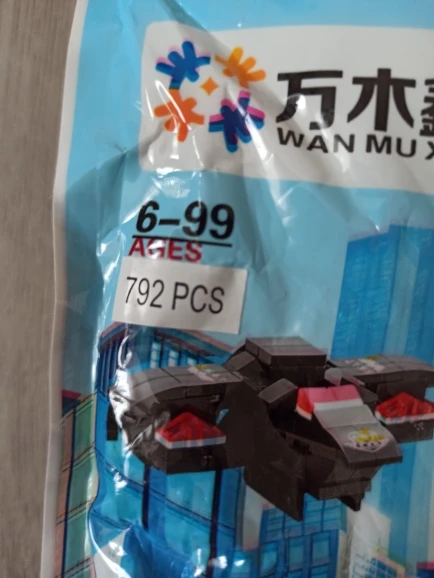 万木
WAN MU X
6-99
AGES
792 PCS